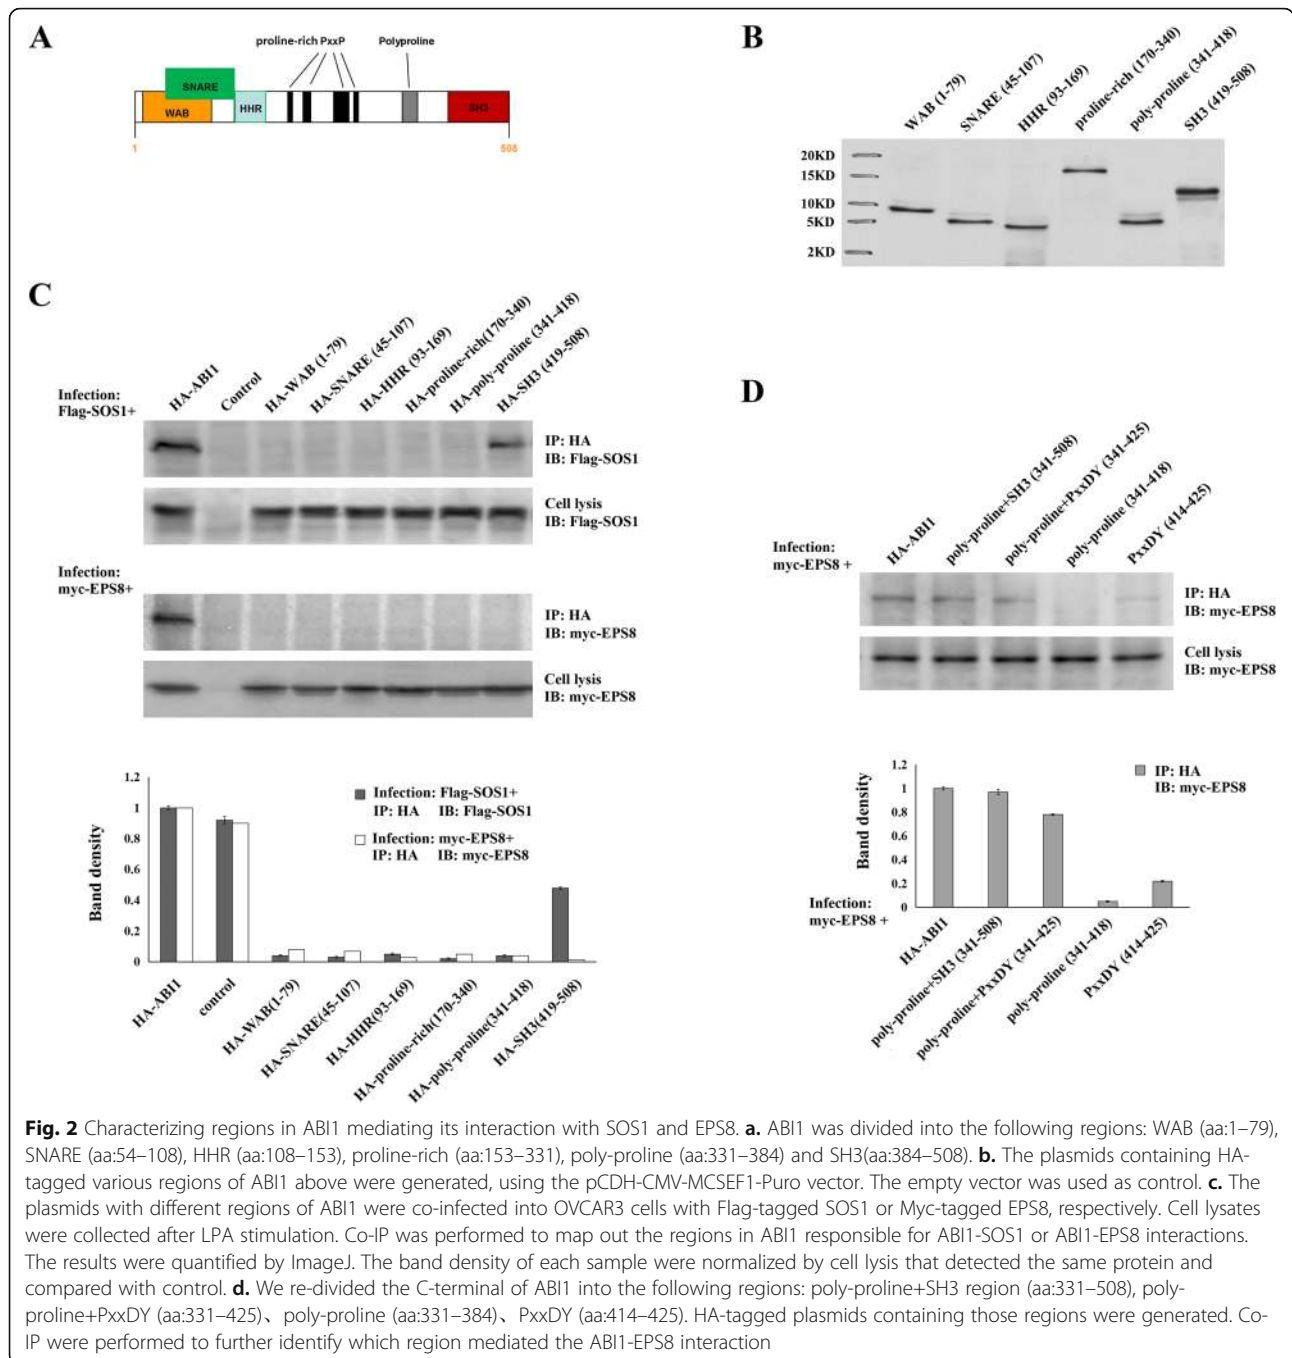 A
proline-rich PxxP
Polyproline
SNARE
WAB
HHR
SH3
1
508
B
WAB (1-79)
SNARE (45-107)
HHR (93-169)
proline-rich (170-340)
poly-proline (341-418)
SH3 (419-508)
20KD
15KD
10KD
5KD
2KD
C
HA-ABI1
Control
HA-WAB (1-79)
HA-SNARE (45-107)
HA-HHR (93-169)
HA-proline-rich(170-340)
HA-poly-proline (341-418)
HA-SH3 (419-508)
Infection:
Flag-SOS1+
IP: HA
IB: Flag-SOS1
Cell lysis
IB: Flag-SOS1
Infection:
myc-EPS8+
IP: HA
IB: myc-EPS8
Cell lysis
IB: myc-EPS8
1.2
1
0.8
0.6
0.4
0.2
0
Band density
Infection: Flag-SOS1+
IP: HA IB: Flag-SOS1
Infection: myc-EPS8+
IP: HA IB: myc-EPS8
HA-ABI1
control
HA-WAB(1-79)
HA-SNARE(45-107)
HA-HHR(93-169)
HA-proline-rich(170-340)
HA-poly-proline(341-418)
HA-SH3(419-508)
D
HA-ABI1
poly-proline+SH3 (341-508)
poly-proline+PxxDY (341-425)
poly-proline (341-418)
PxxDY (414-425)
Infection:
myc-EPS8 +
IP: HA
IB: myc-EPS8
Cell lysis
IB: myc-EPS8
1.2
1
0.8
0.6
0.4
0.2
0
Band density
IP: HA
IB: myc-EPS8
Infection:
myc-EPS8 +
HA-ABI1
poly-proline+SH3 (341-508)
poly-proline+PxxDY (341-425)
poly-proline (341-418)
PxxDY (414-425)
Fig. 2 Characterizing regions in ABI1 mediating its interaction with SOS1 and EPS8. a. ABI1 was divided into the following regions: WAB (aa:1–79),
SNARE (aa:54–108), HHR (aa:108–153), proline-rich (aa:153–331), poly-proline (aa:331–384) and SH3(aa:384–508). b. The plasmids containing HA-
tagged various regions of ABI1 above were generated, using the pCDH-CMV-MCSEF1-Puro vector. The empty vector was used as control. c. The
plasmids with different regions of ABI1 were co-infected into OVCAR3 cells with Flag-tagged SOS1 or Myc-tagged EPS8, respectively. Cell lysates
were collected after LPA stimulation. Co-IP was performed to map out the regions in ABI1 responsible for ABI1-SOS1 or ABI1-EPS8 interactions.
The results were quantified by ImageJ. The band density of each sample were normalized by cell lysis that detected the same protein and
compared with control. d. We re-divided the C-terminal of ABI1 into the following regions: poly-proline+SH3 region (aa:331–508), poly-
proline+PxxDY (aa:331–425)、poly-proline (aa:331–384)、PxxDY (aa:414–425). HA-tagged plasmids containing those regions were generated. Co-
IP were performed to further identify which region mediated the ABI1-EPS8 interaction